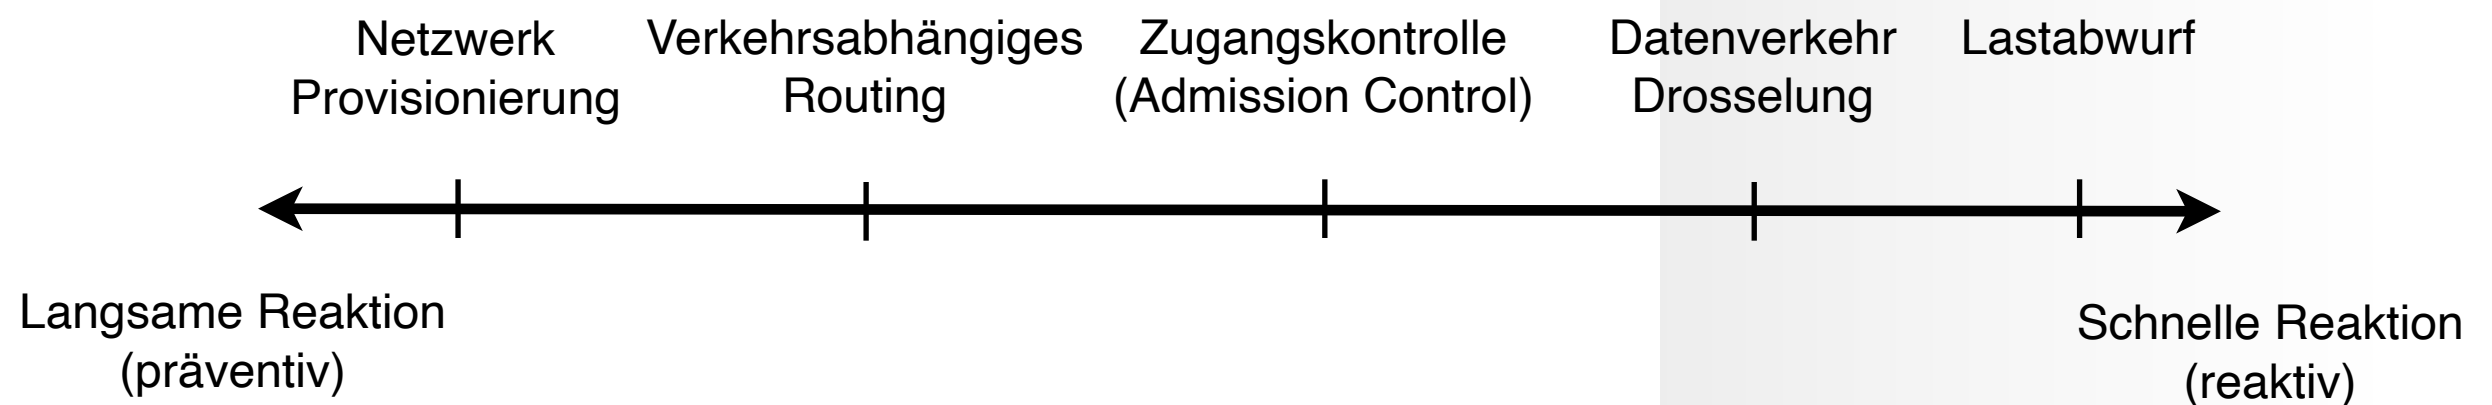 Netzwerk
Provisionierung
Verkehrsabhängiges
Routing
Zugangskontrolle
(Admission Control)
Datenverkehr
Drosselung
Lastabwurf
Langsame Reaktion
(präventiv)
Schnelle Reaktion
(reaktiv)